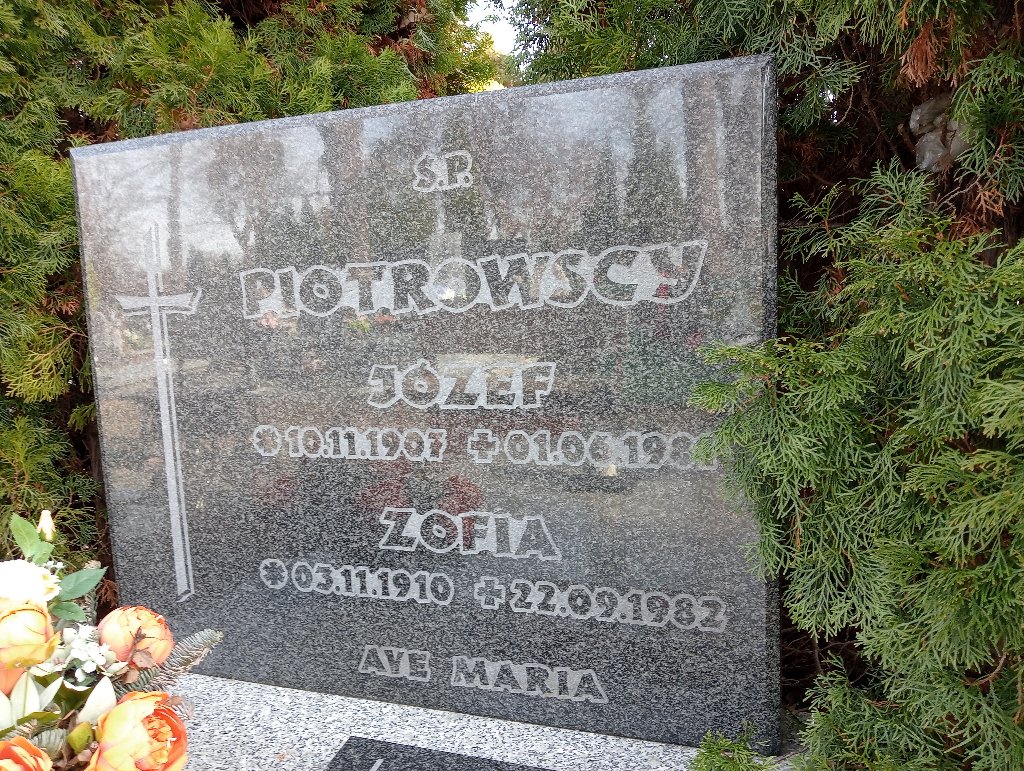 Ś.P.
PIOTROWSCY
JÓZEF
*10.11.1907
ZOFIA
*03.11.1910 +22.09.1982
AVE MARIA